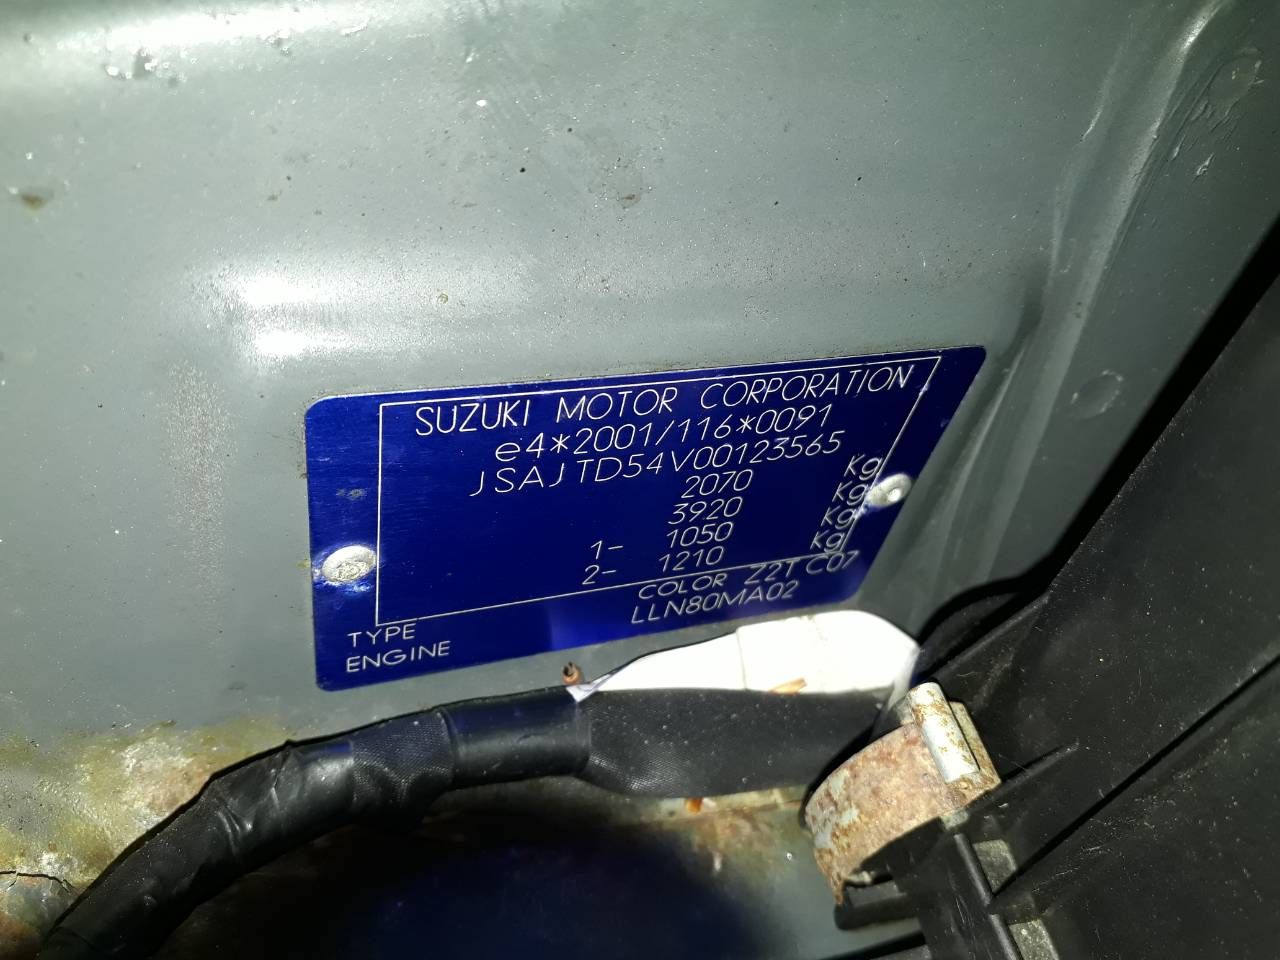 SUZUKI MOTOR CORPORATION
e4*2001/116*0091
JSAJTD54V00123565
2070 Kg
3920 Kg
1- 1050 Kg
2- 1210 Kg
COLOR Z2T C07
TYPE LLN80MA02
ENGINE